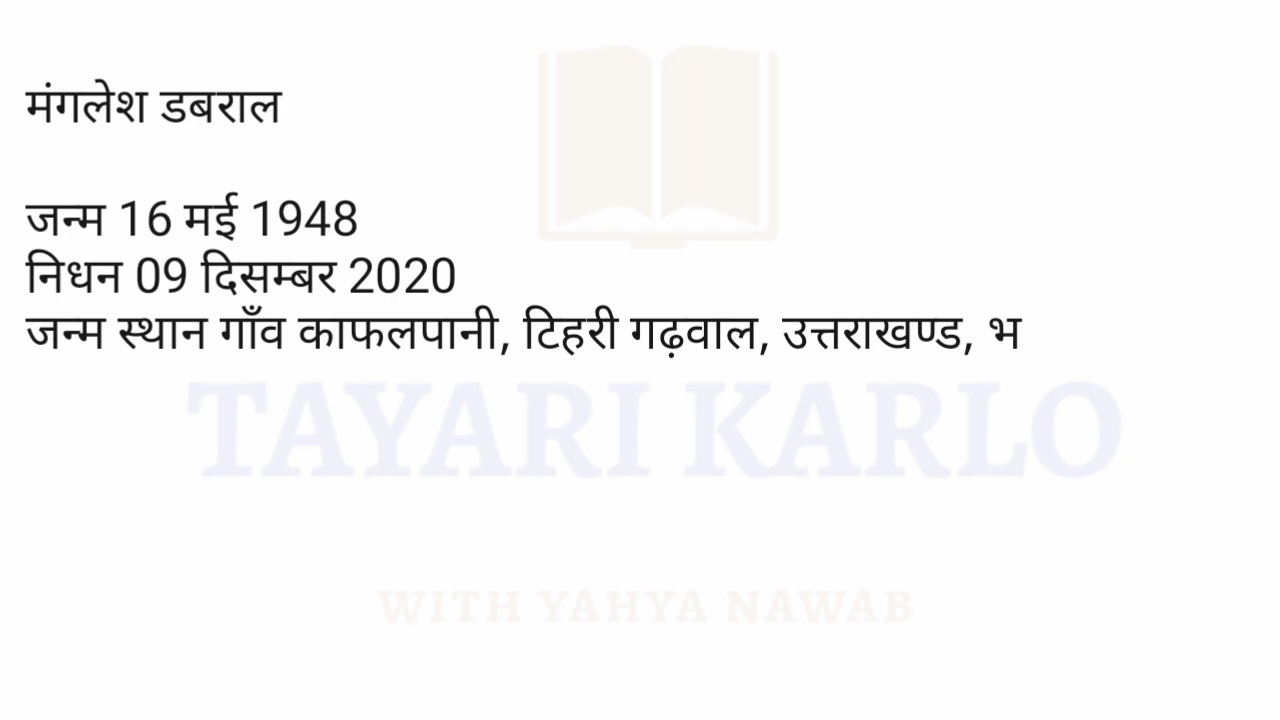 मंगलेश डबराल
जन्म 16 मई 1948
निधन 09 दिसम्बर 2020
जन्म स्थान गाँव काफलपानी, टिहरी गढ़वाल, उत्तराखण्ड, भ
TAYARI KARLO
WITH YAHYA NAWAB